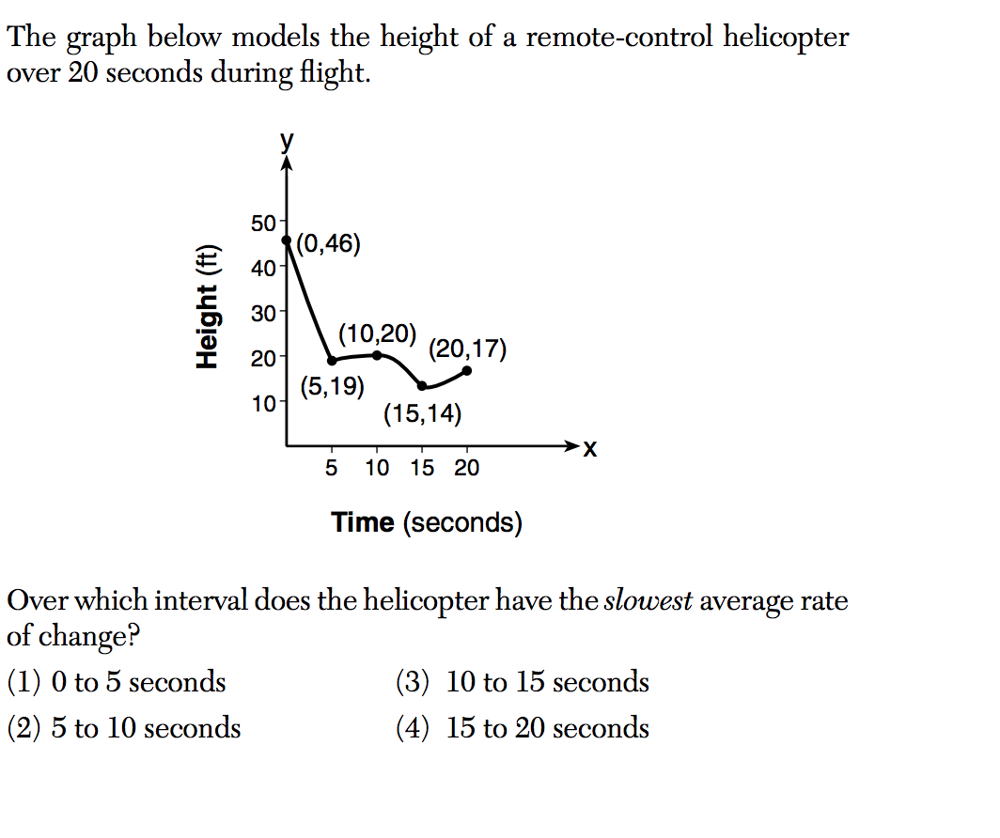 The graph below models the height of a remote-control helicopter
over 20 seconds during flight.
y
50
(0,46)
40
Height (ft)
30
(10,20)
(20,17)
20
(5,19)
10
(15,14)
x
5 10 15 20
Time (seconds)
Over which interval does the helicopter have the slowest average rate
of change?
(1) 0 to 5 seconds
(3) 10 to 15 seconds
(2) 5 to 10 seconds
(4) 15 to 20 seconds